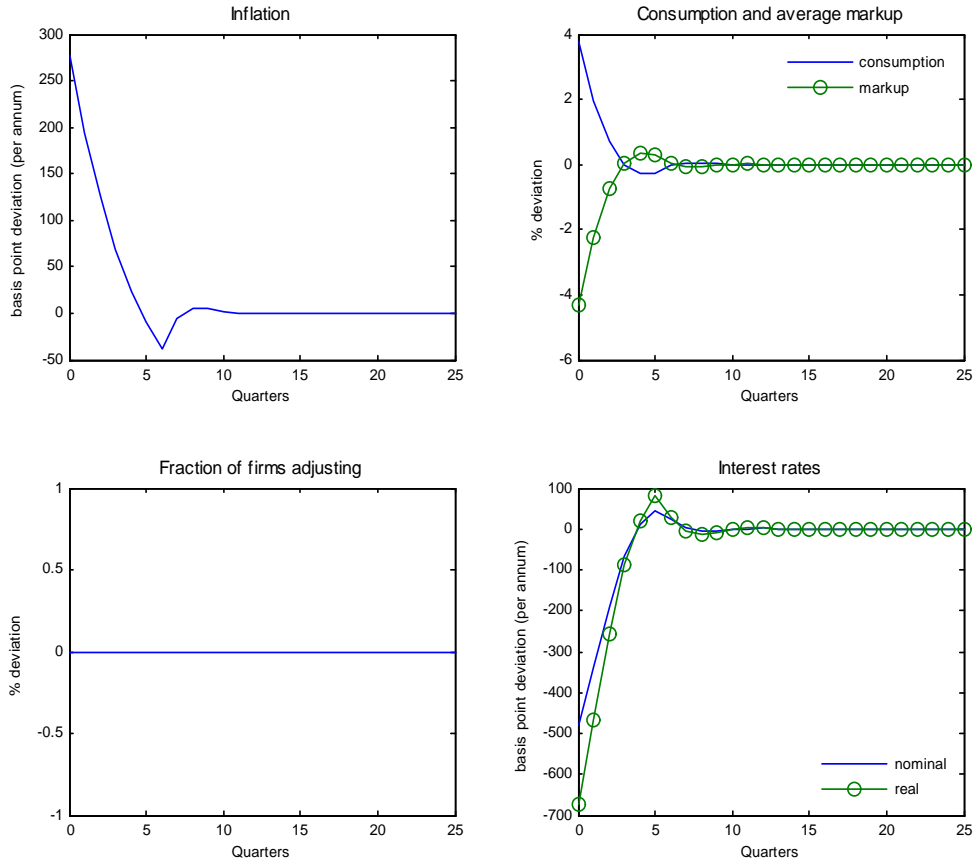 Inflation
300
250
200
150
100
50
0
-50
basis point deviation (per annum)
0 5 10 15 20 25
Quarters
Consumption and average markup
consumption
markup
4
2
0
-2
-4
-6
% deviation
0 5 10 15 20 25
Quarters
Fraction of firms adjusting
1
0.5
0
-0.5
-1
% deviation
0 5 10 15 20 25
Quarters
Interest rates
100
0
-100
-200
-300
-400
-500
-600
-700
basis point deviation (per annum)
nominal
real
0 5 10 15 20 25
Quarters